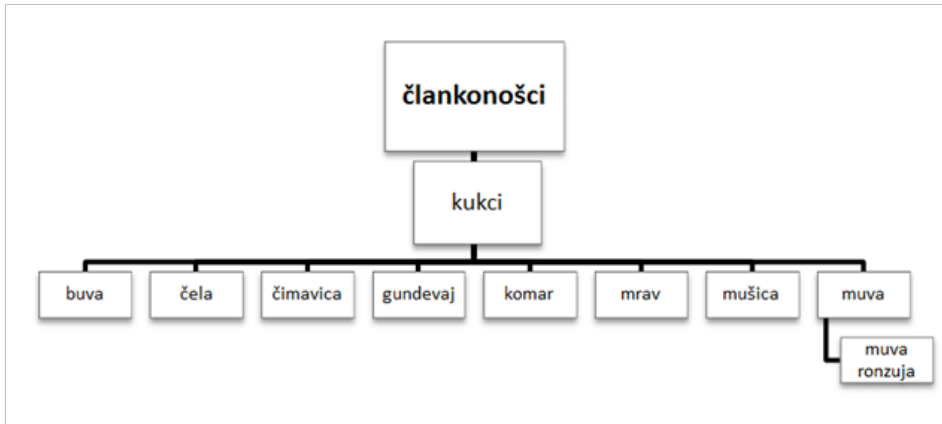 člankonošci
kukci
buva
čela
čimavica
gundevaj
komar
mrav
mušica
muva
muva
ronzuja